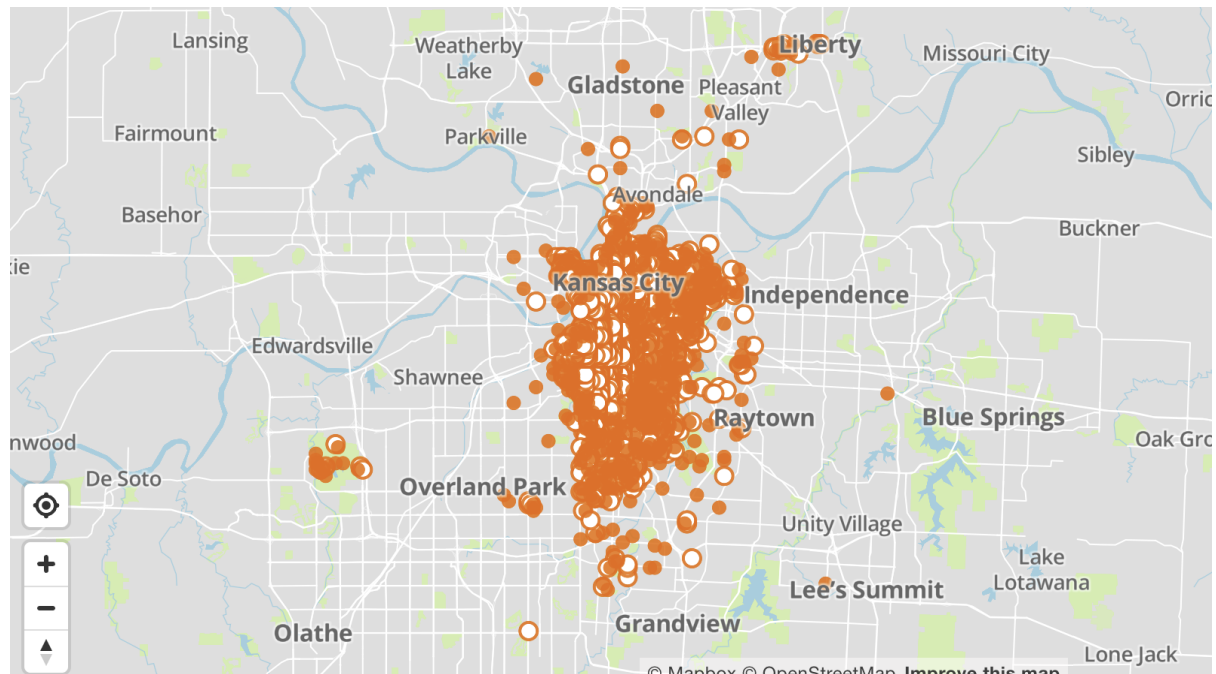 Lansing
Weatherby
Lake
Liberty
Missouri City
Gladstone
Pleasant
Valley
Orric
Fairmount
Parkville
Sibley
Avondale
Basehor
Buckner
xie
Kansas City
Independence
Edwardsville
Shawnee
Raytown
Blue Springs
nwood
Oak Gro
De Soto
Overland Park
Unity Village
Lake
Lotawana
Lee's Summit
Grandview
Olathe
Lone Jack
© Mapbox © OpenStreetMap Improve this map